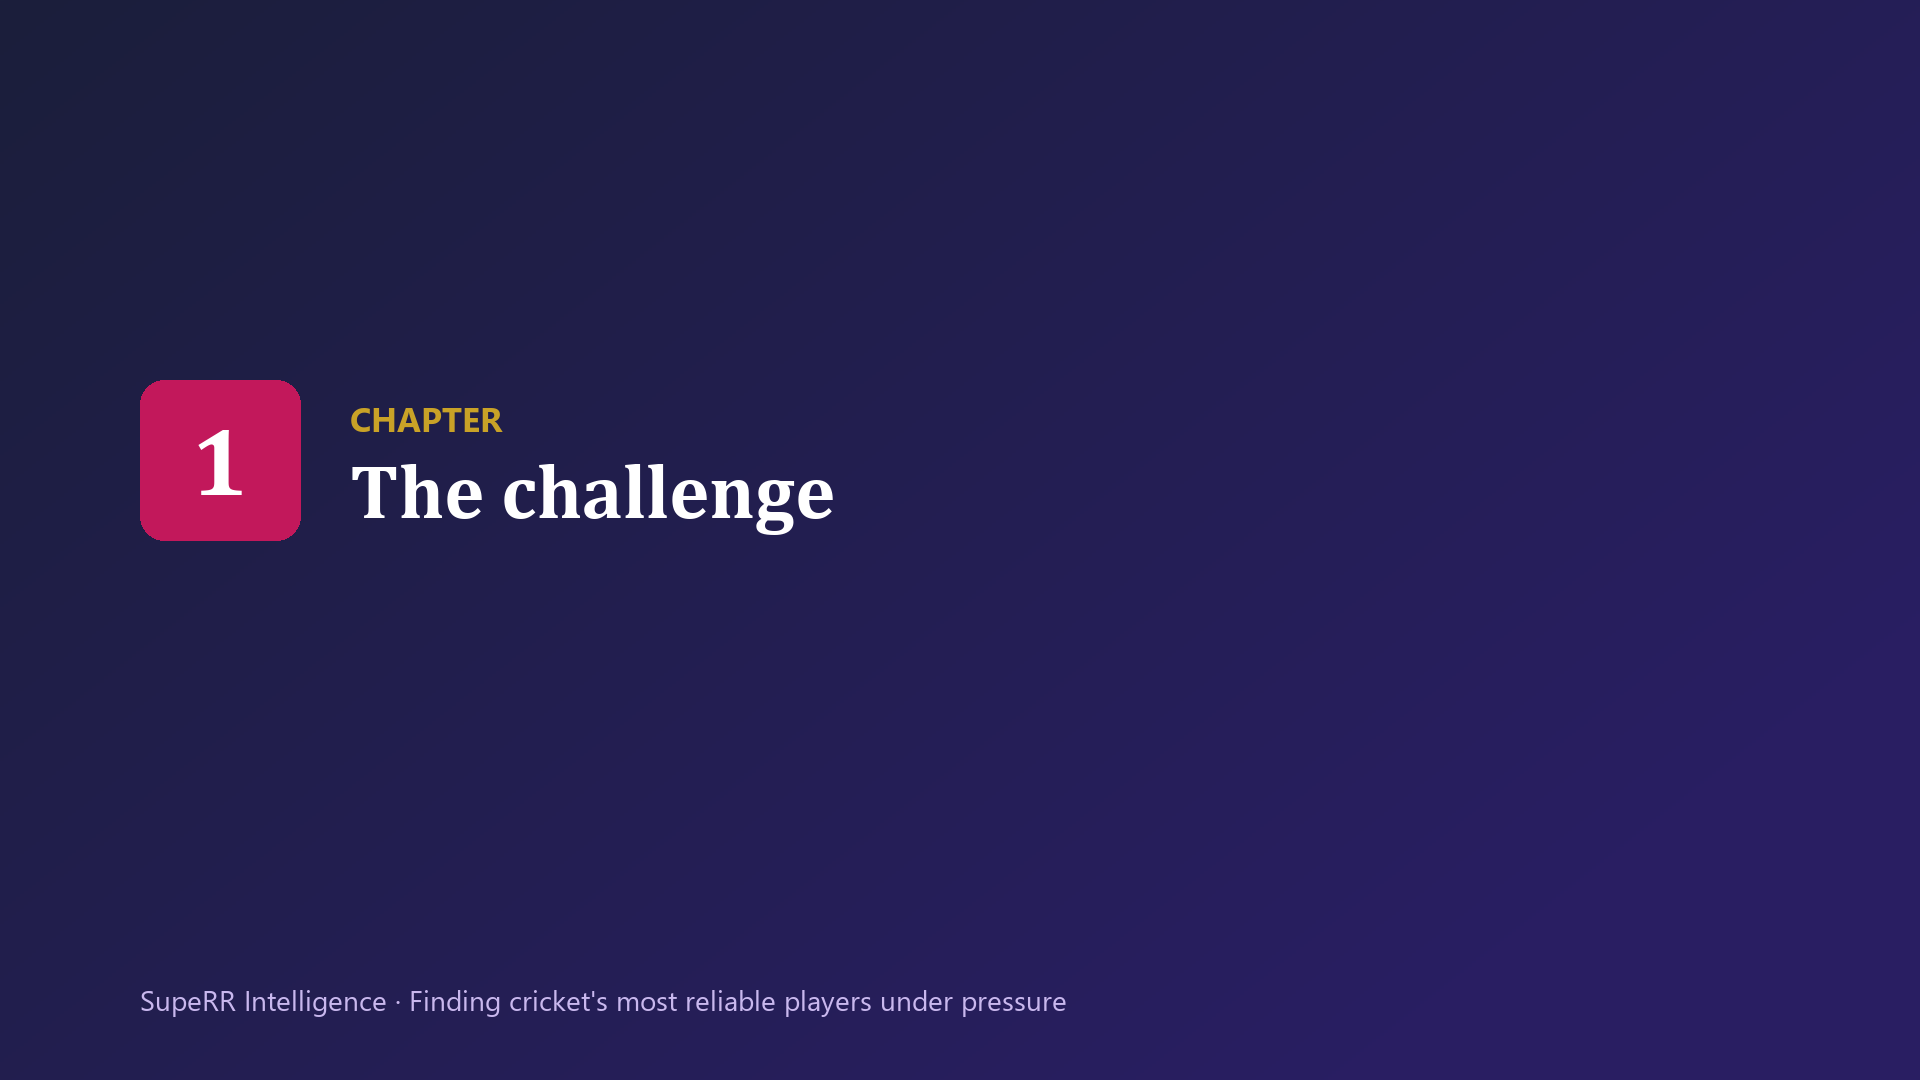 1
CHAPTER
The challenge
SupeRR Intelligence · Finding cricket's most reliable players under pressure